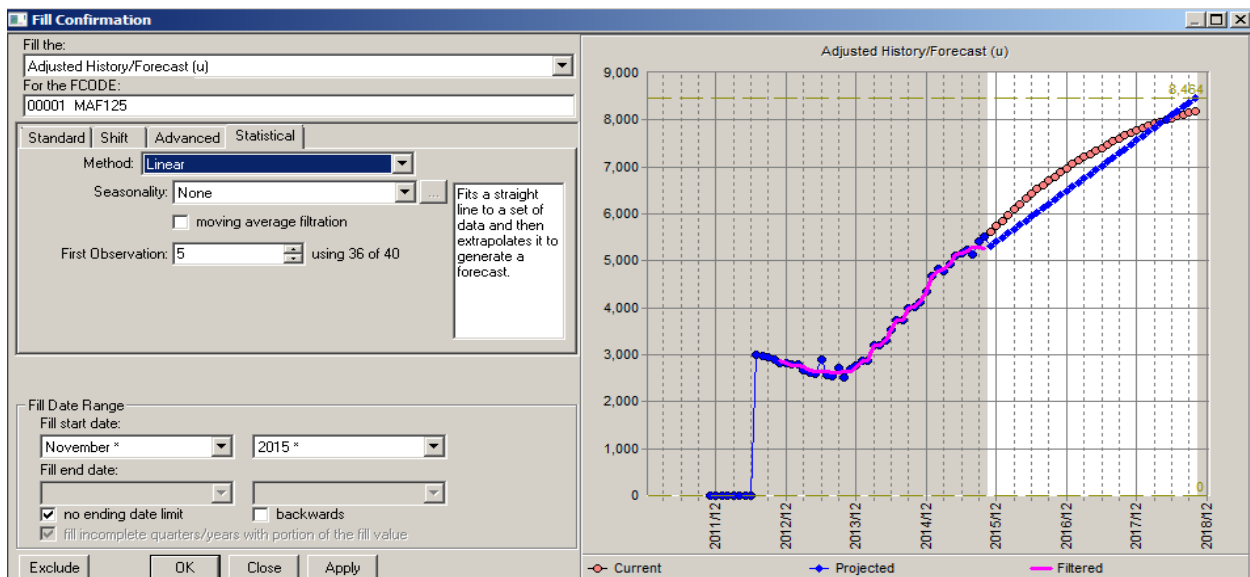 Fill Confirmation
Fill the:
Adjusted History/Forecast (u)
For the FCODE:
00001 MAF125
Standard Shift Advanced Statistical
Method: Linear
Seasonality: None ...
moving average filtration
First Observation: 5 using 36 of 40
Fits a straight
line to a set of
data and then
extrapolates it to
generate a
forecast.
Fill Date Range
Fill start date:
November * 2015 *
Fill end date:
no ending date limit backwards
fill incomplete quarters/years with portion of the fill value
Exclude OK Close Apply
Adjusted History/Forecast (u)
9,000
8,464
8,000
7,000
6,000
5,000
4,000
3,000
2,000
1,000
0 0
2011/12 2012/12 2013/12 2014/12 2015/12 2016/12 2017/12 2018/12
Current Projected Filtered